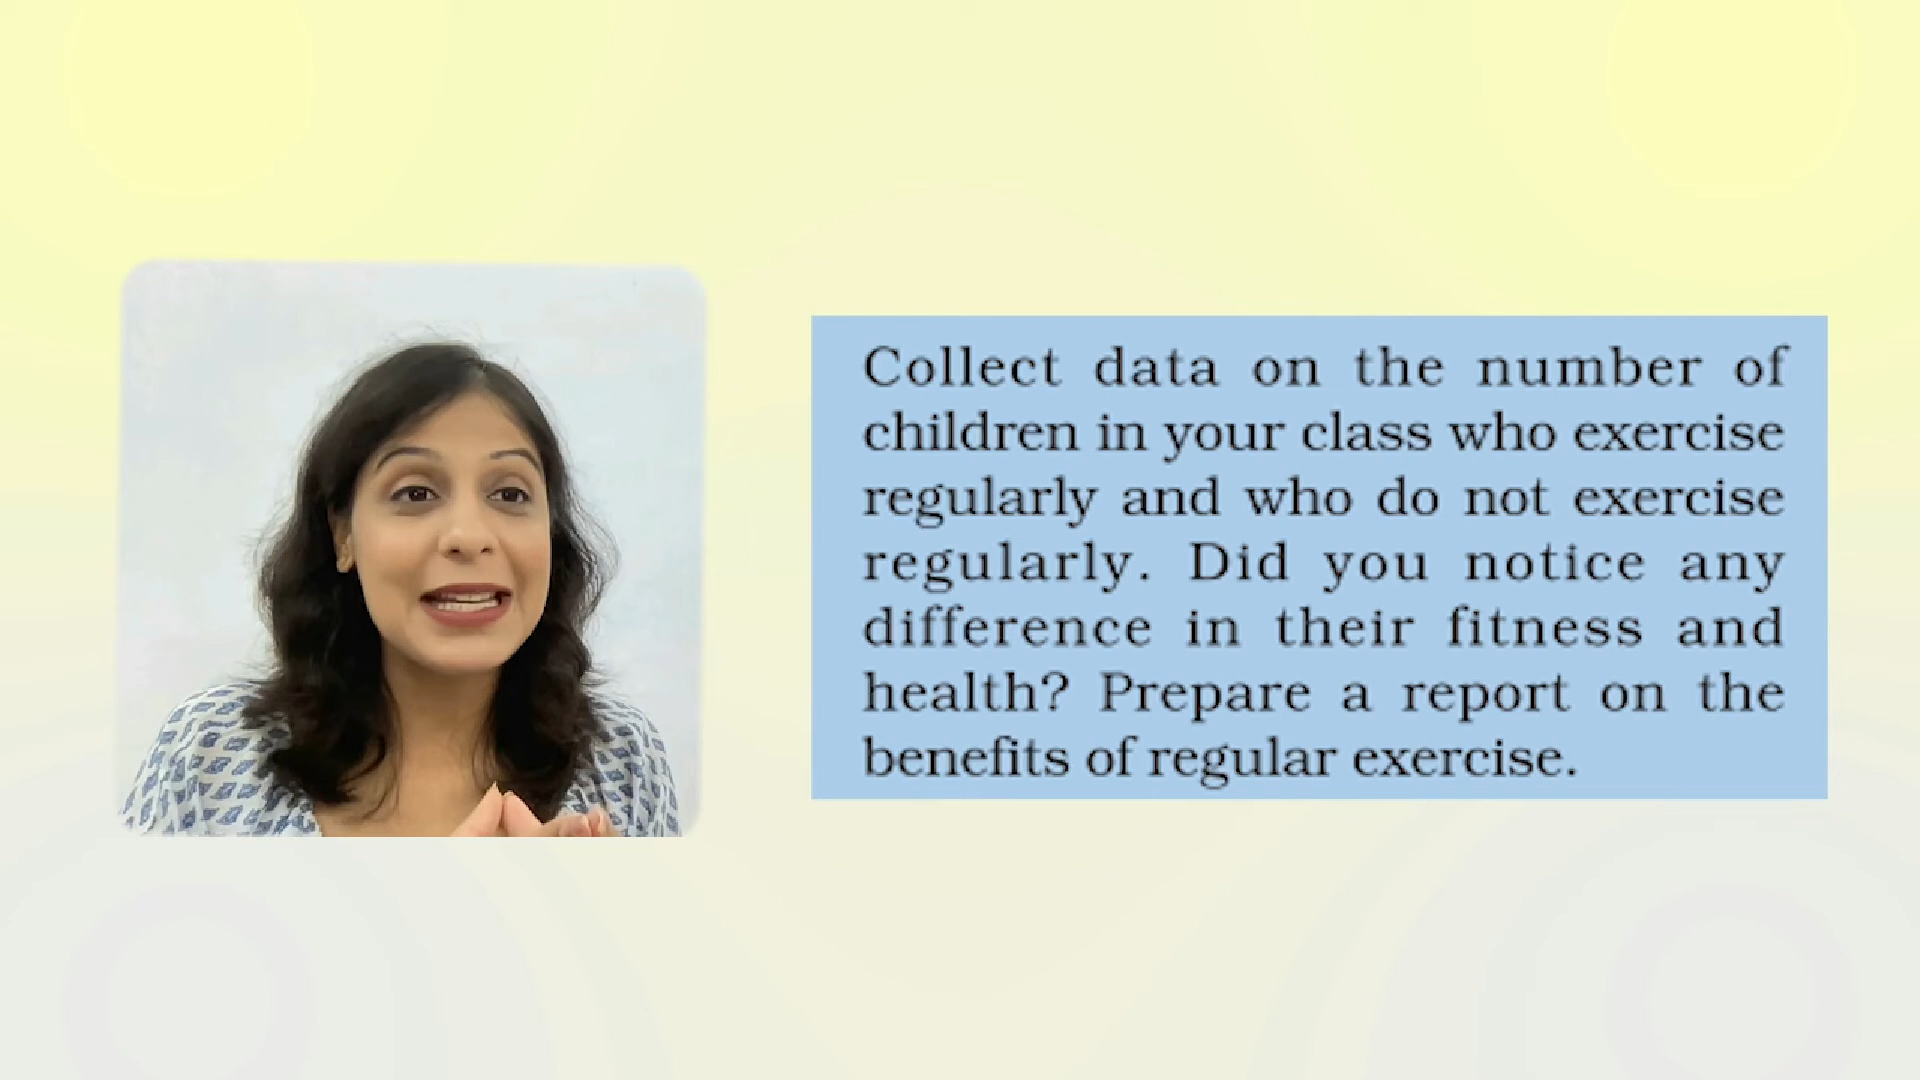 Collect data on the number of
children in your class who exercise
regularly and who do not exercise
regularly. Did you notice any
difference in their fitness and
health? Prepare a report on the
benefits of regular exercise.